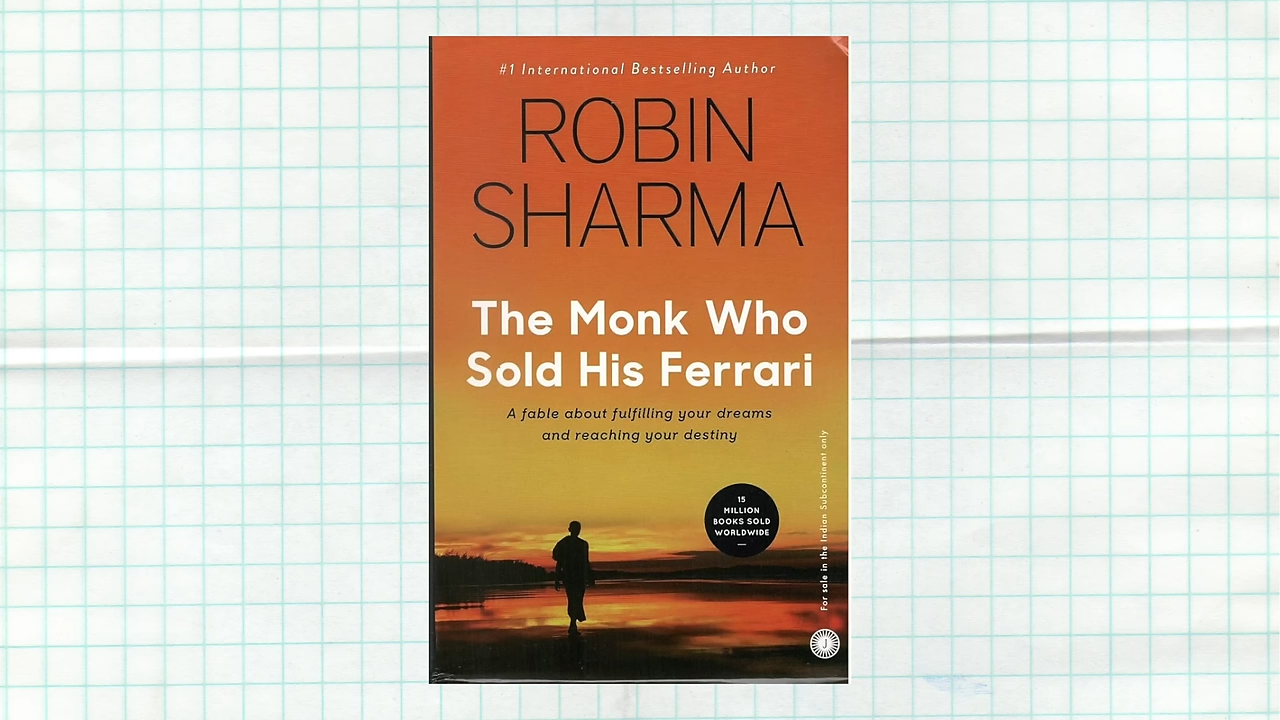 #1 International Bestselling Author
ROBIN
SHARMA
The Monk Who
Sold His Ferrari
A fable about fulfilling your dreams
and reaching your destiny
15
MILLION
BOOKS SOLD
WORLDWIDE
For sale in the Indian Subcontinent only
J